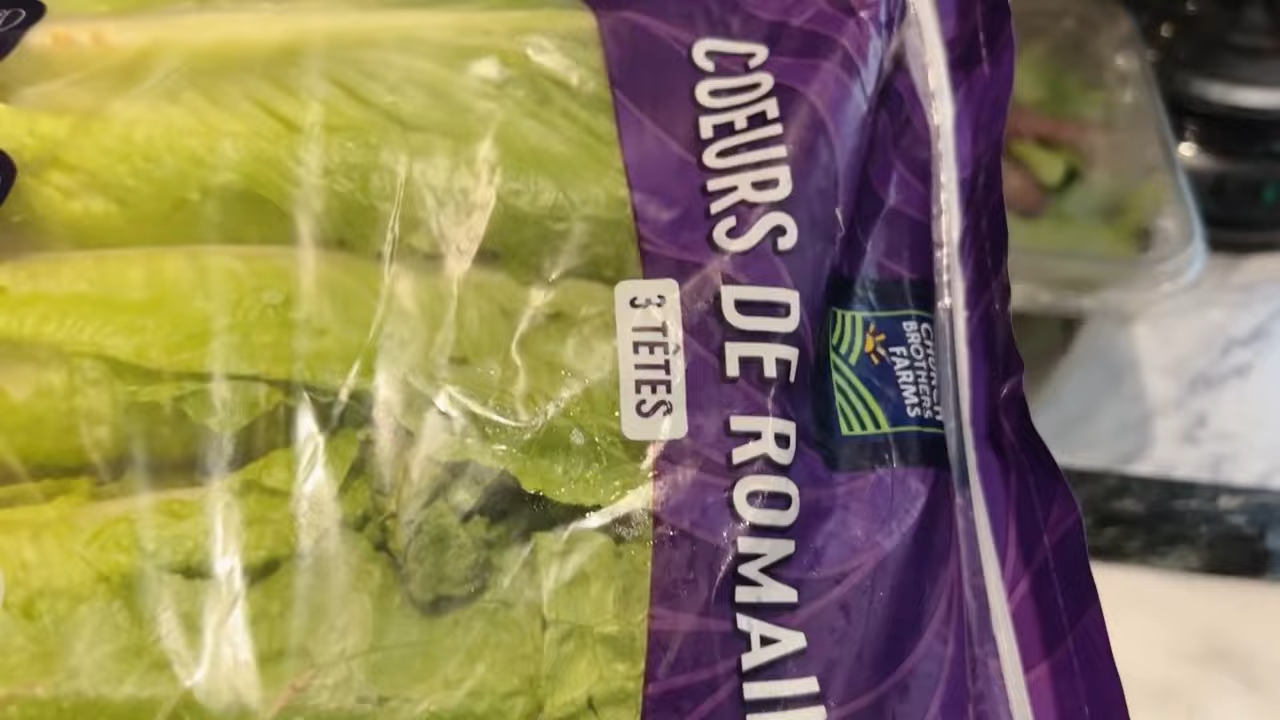 COEURS DE ROMAI
3 TÊTES
CHURCH
BROTHERS
FARMS